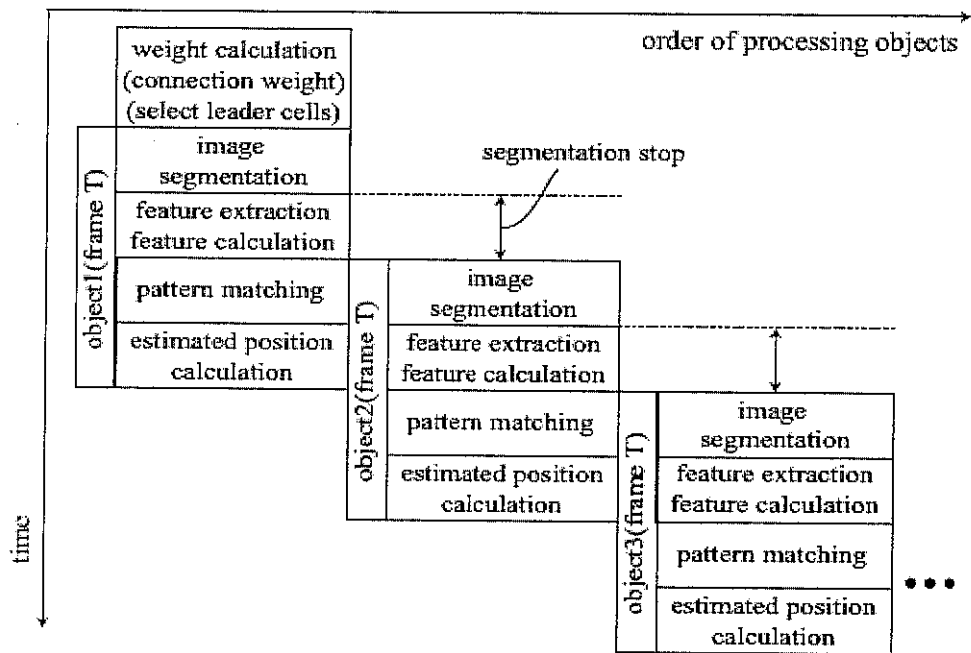 order of processing objects
weight calculation
(connection weight)
(select leader cells)
object1(frame T)
image
segmentation
feature extraction
feature calculation
pattern matching
estimated position
calculation
segmentation stop
object2(frame T)
image
segmentation
feature extraction
feature calculation
pattern matching
estimated position
calculation
object3(frame T)
image
segmentation
feature extraction
feature calculation
pattern matching
estimated position
calculation
•••
time